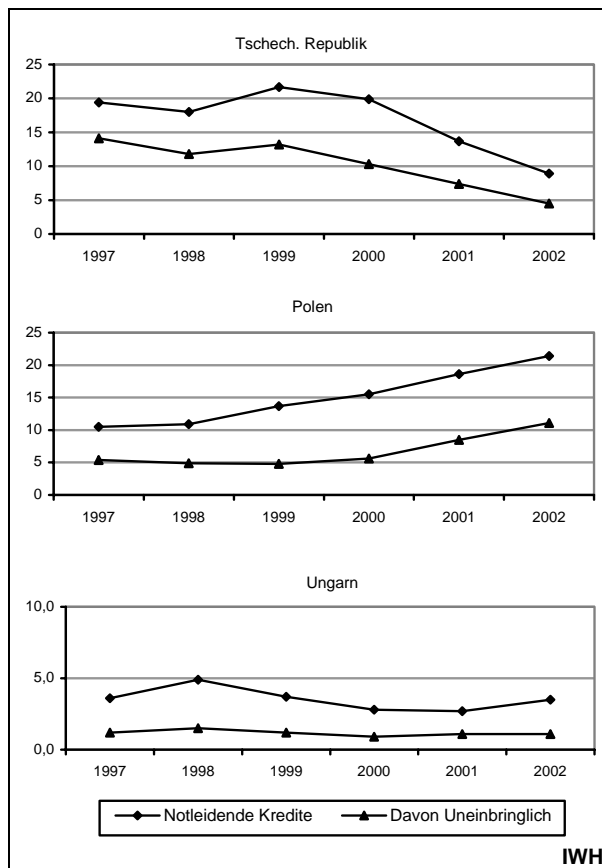 Tschech. Republik
25
20
15
10
5
0
1997 1998 1999 2000 2001 2002
Polen
25
20
15
10
5
0
1997 1998 1999 2000 2001 2002
Ungarn
10,0
5,0
0,0
1997 1998 1999 2000 2001 2002
Notleidende Kredite Davon Uneinbringlich
IWH